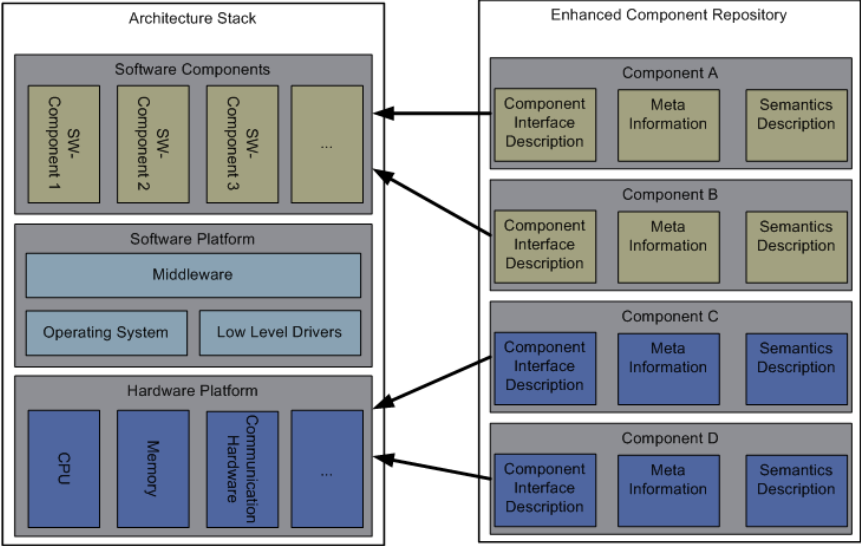 Architecture Stack
Software Components
SW-
Component 1
SW-
Component 2
SW-
Component 3
...
Software Platform
Middleware
Operating System
Low Level Drivers
Hardware Platform
CPU
Memory
Communication
Hardware
...
Enhanced Component Repository
Component A
Component
Interface
Description
Meta
Information
Semantics
Description
Component B
Component
Interface
Description
Meta
Information
Semantics
Description
Component C
Component
Interface
Description
Meta
Information
Semantics
Description
Component D
Component
Interface
Description
Meta
Information
Semantics
Description